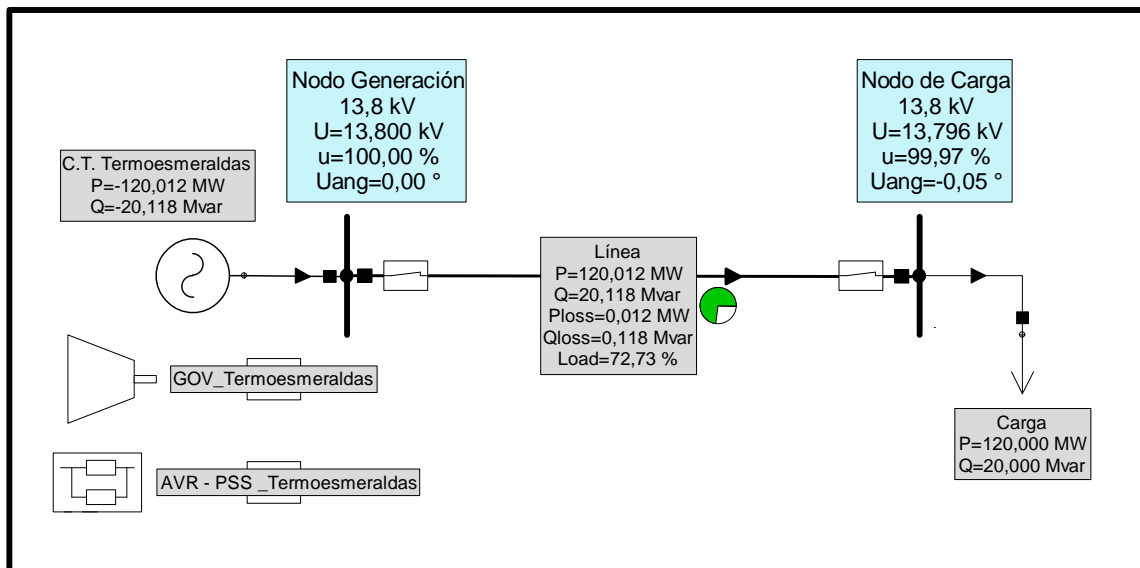 Nodo Generación
13,8 kV
U=13,800 kV
u=100,00 %
Uang=0,00 °
Nodo de Carga
13,8 kV
U=13,796 kV
u=99,97 %
Uang=-0,05 °
C.T. Termoesmeraldas
P=-120,012 MW
Q=-20,118 Mvar
Línea
P=120,012 MW
Q=20,118 Mvar
Ploss=0,012 MW
Qloss=0,118 Mvar
Load=72,73 %
GOV_Termoesmeraldas
AVR - PSS _Termoesmeraldas
Carga
P=120,000 MW
Q=20,000 Mvar